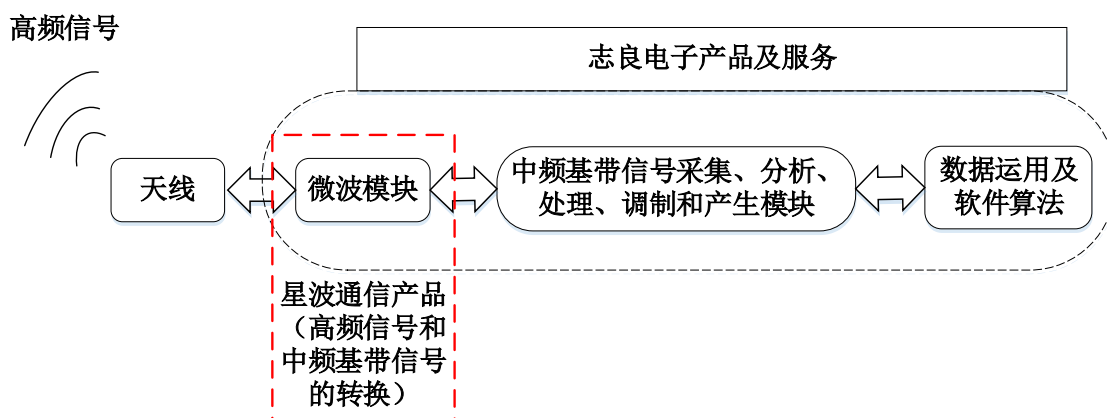 高频信号
志良电子产品及服务
天线
微波模块
中频基带信号采集、分析、
处理、调制和产生模块
数据运用及
软件算法
星波通信产品
（高频信号和
中频基带信号
的转换）